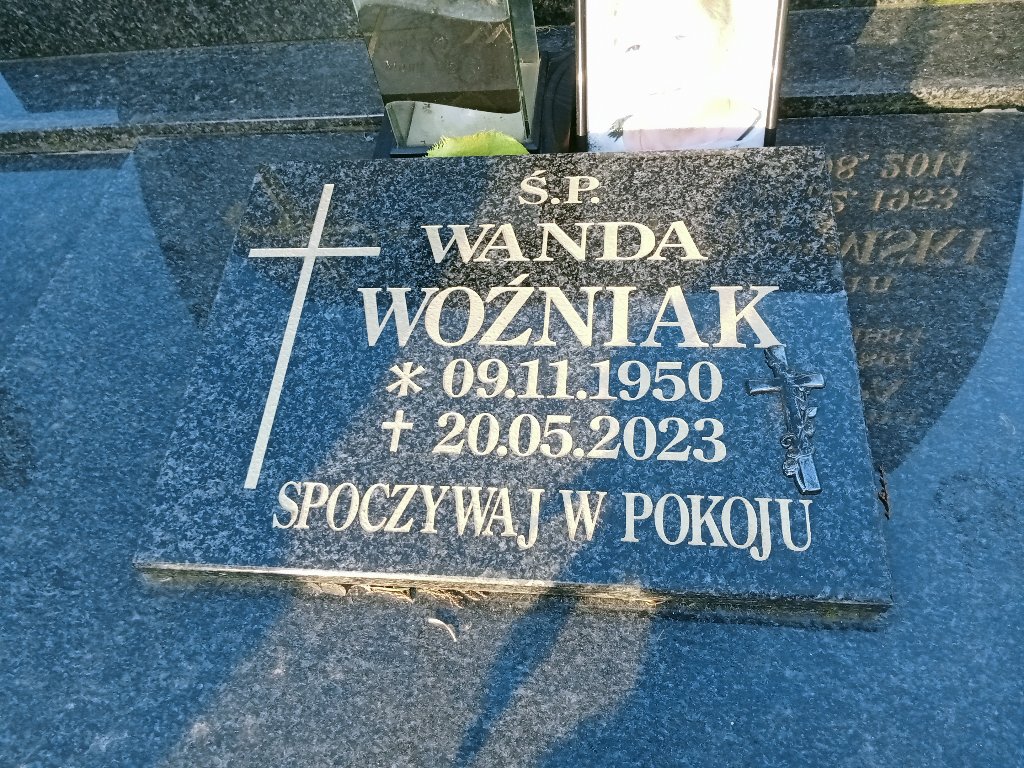 Ś.P.
WANDA
WOŹNIAK
* 09.11.1950
† 20.05.2023
SPOCZYWAJ W POKOJU